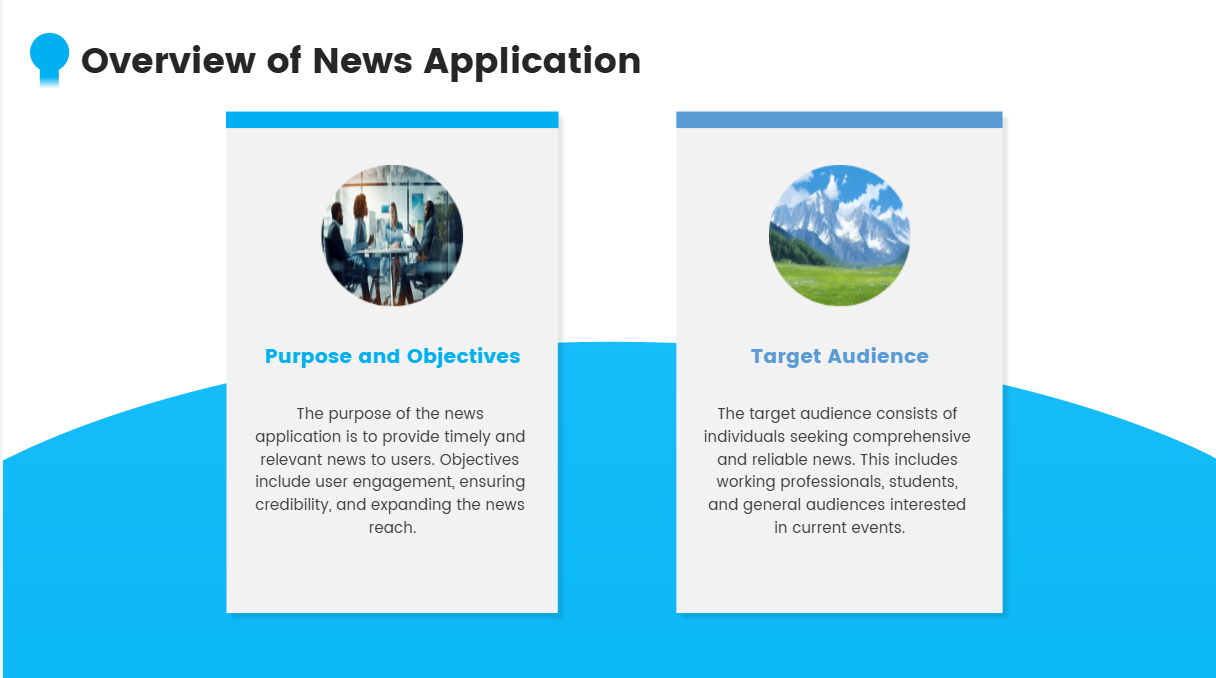 Overview of News Application
Purpose and Objectives
The purpose of the news
application is to provide timely and
relevant news to users. Objectives
include user engagement, ensuring
credibility, and expanding the news
reach.
Target Audience
The target audience consists of
individuals seeking comprehensive
and reliable news. This includes
working professionals, students,
and general audiences interested
in current events.